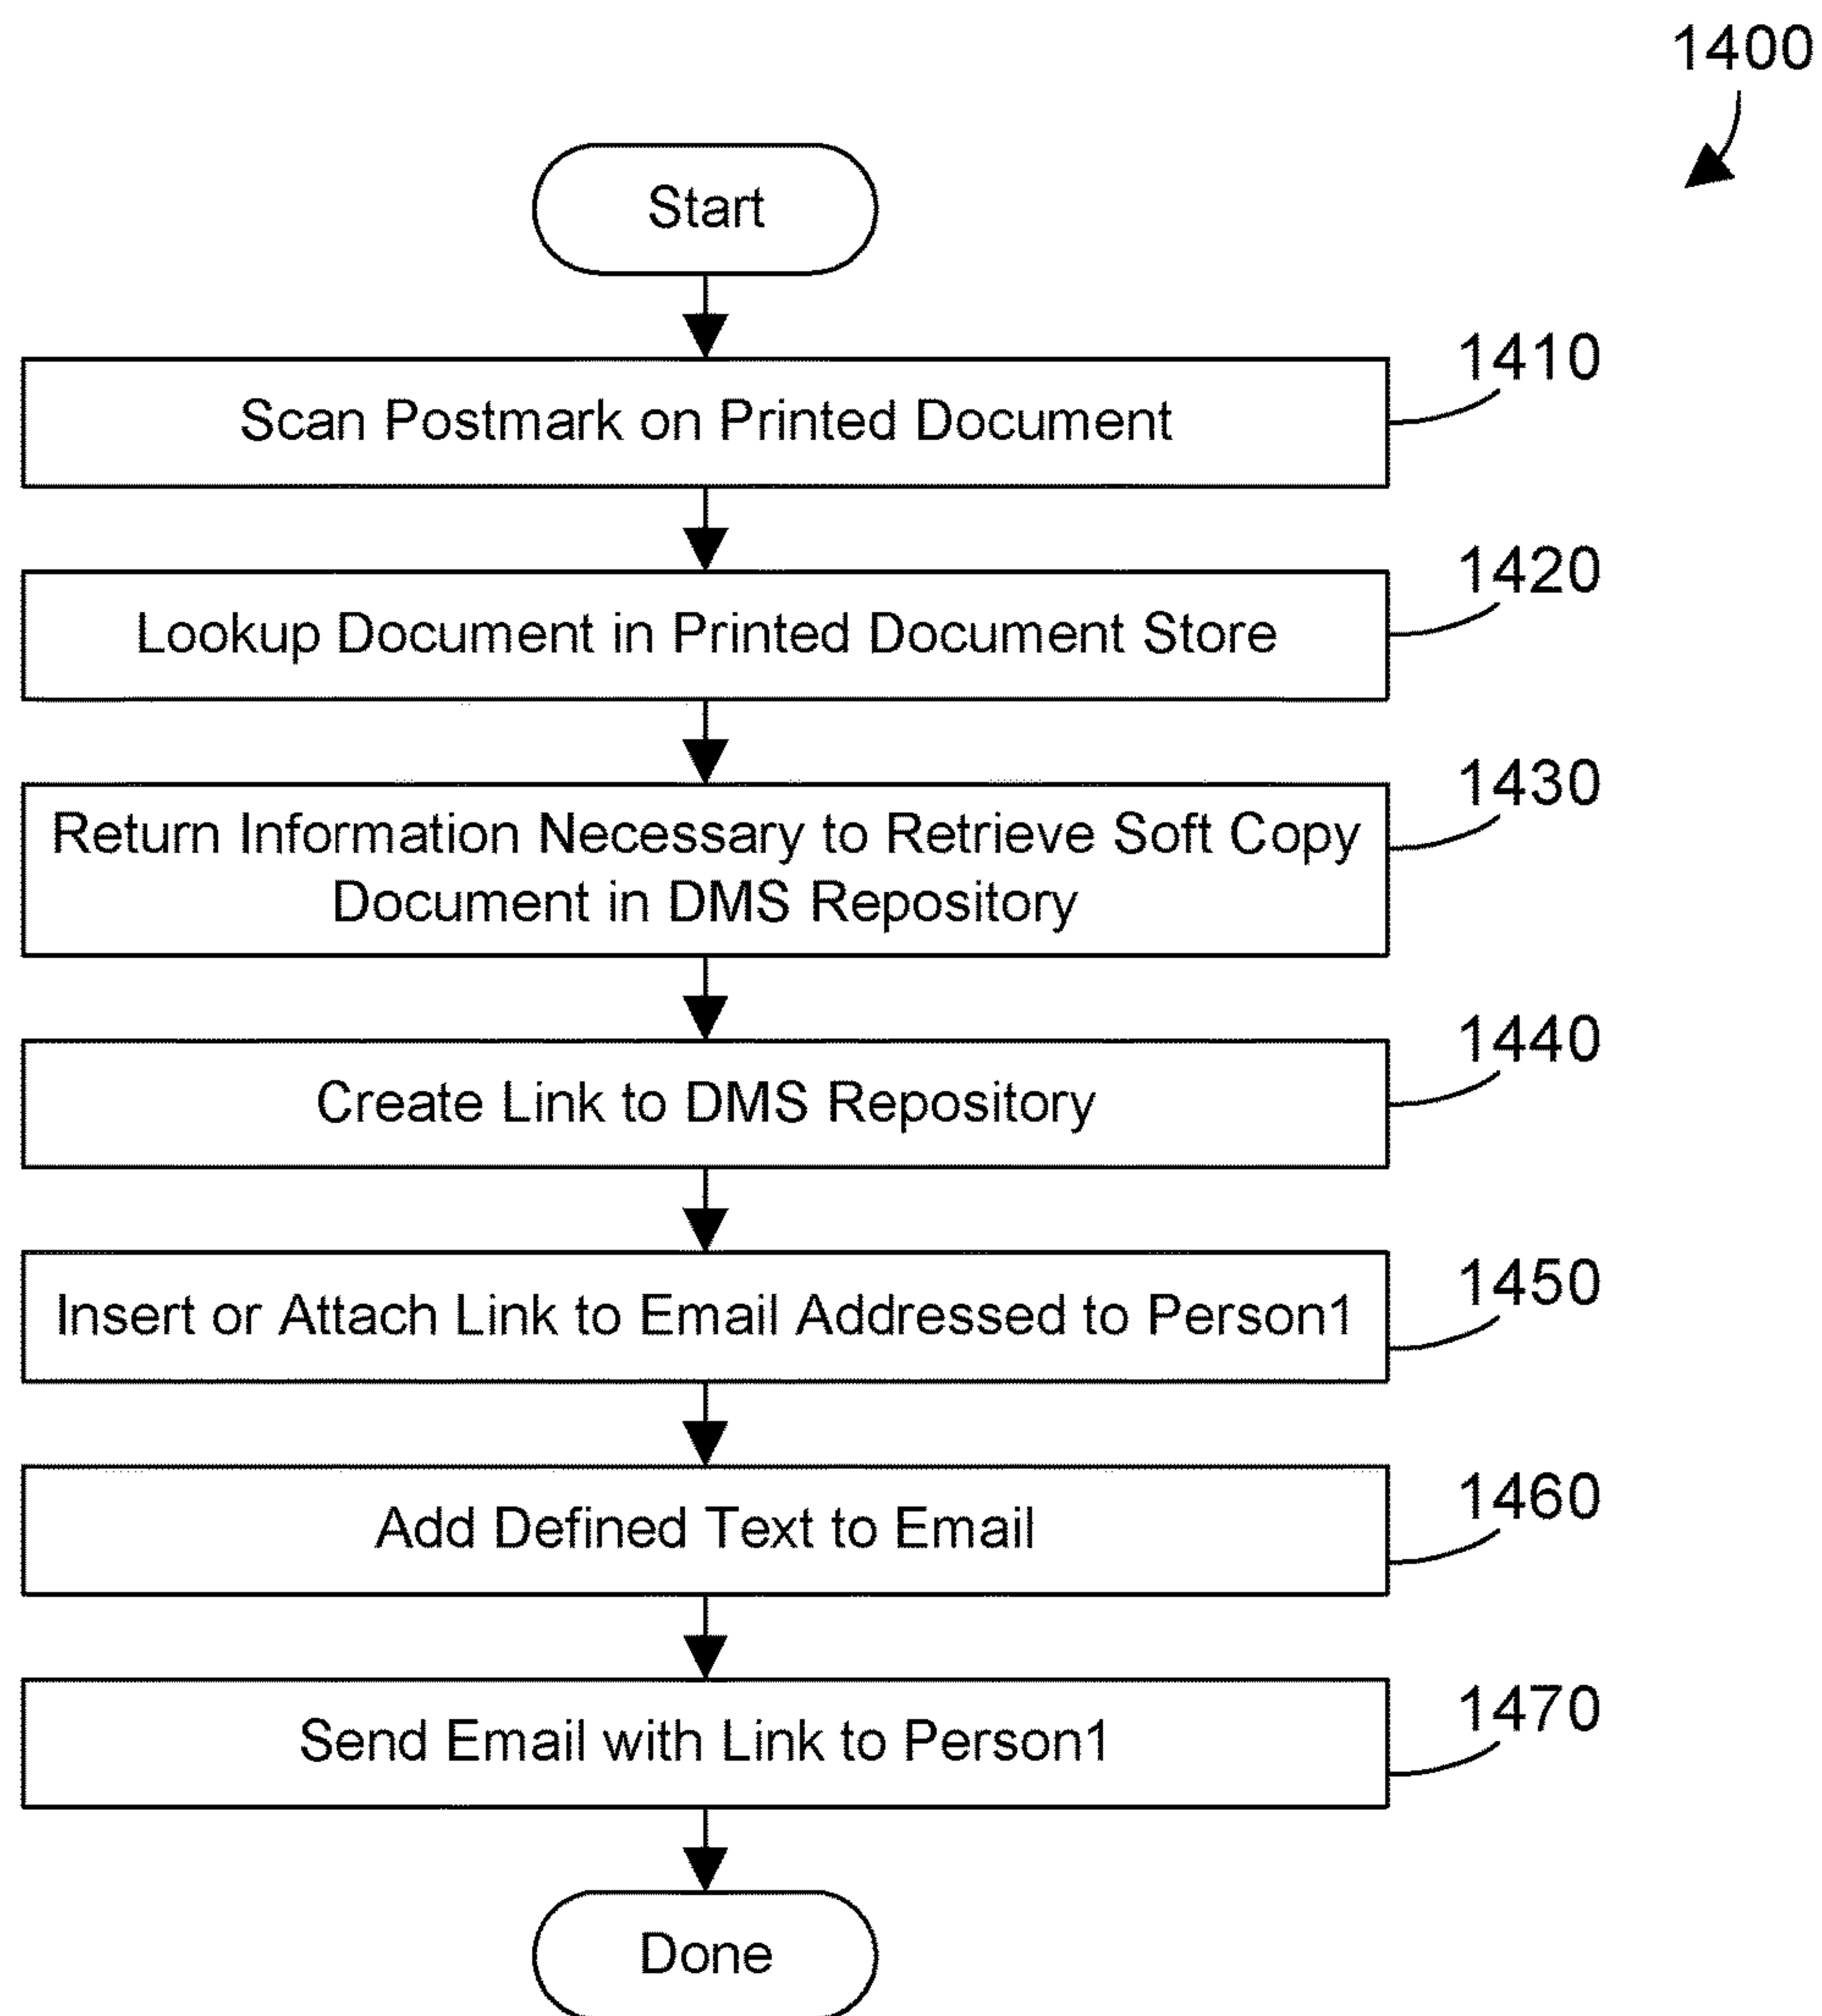 1400
Start
1410
Scan Postmark on Printed Document
1420
Lookup Document in Printed Document Store
1430
Return Information Necessary to Retrieve Soft Copy
Document in DMS Repository
1440
Create Link to DMS Repository
1450
Insert or Attach Link to Email Addressed to Person1
1460
Add Defined Text to Email
1470
Send Email with Link to Person1
Done